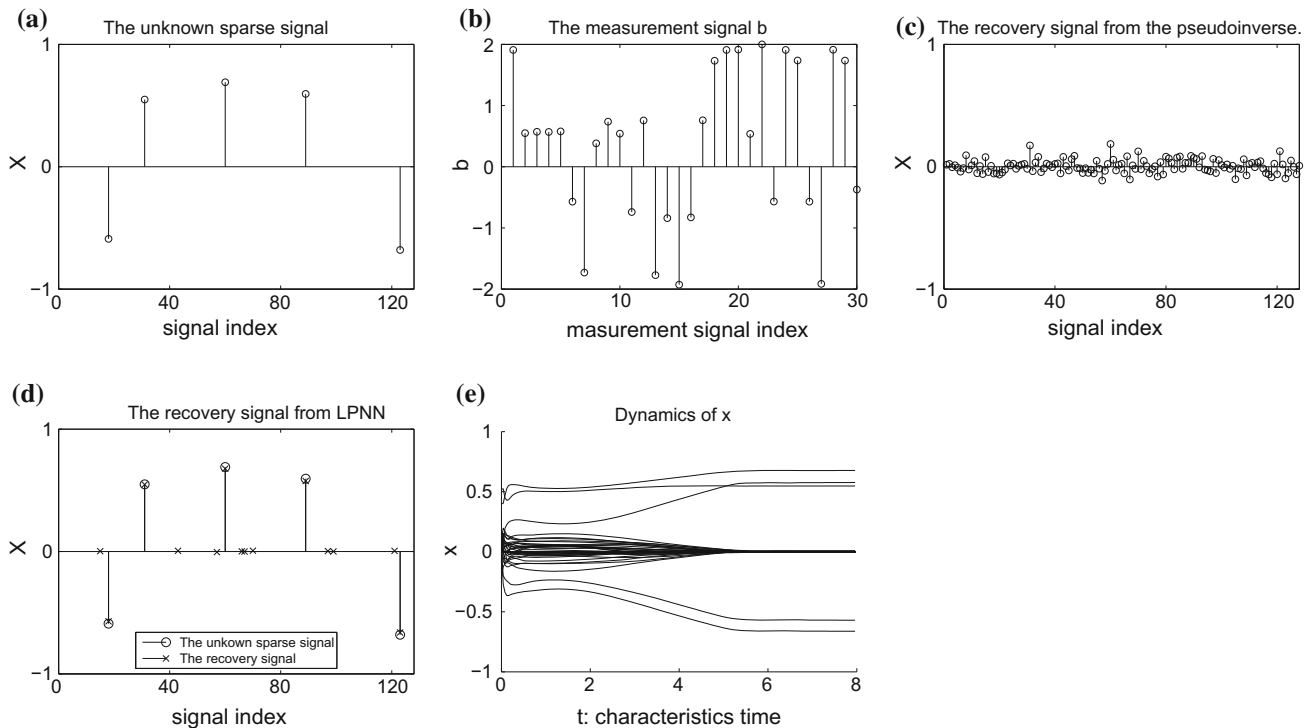 (a)
The unknown sparse signal
1
0
−1
X
0 40 80 120
signal index
(b)
The measurement signal b
2
1
0
−1
−2
b
0 10 20 30
masurement signal index
(c)
The recovery signal from the pseudoinverse.
1
0
−1
X
0 40 80 120
signal index
(d)
The recovery signal from LPNN
1
0
−1
X
The unkown sparse signal
The recovery signal
0 40 80 120
signal index
(e)
Dynamics of x
1
0.5
0
−0.5
−1
x
0 2 4 6 8
t: characteristics time